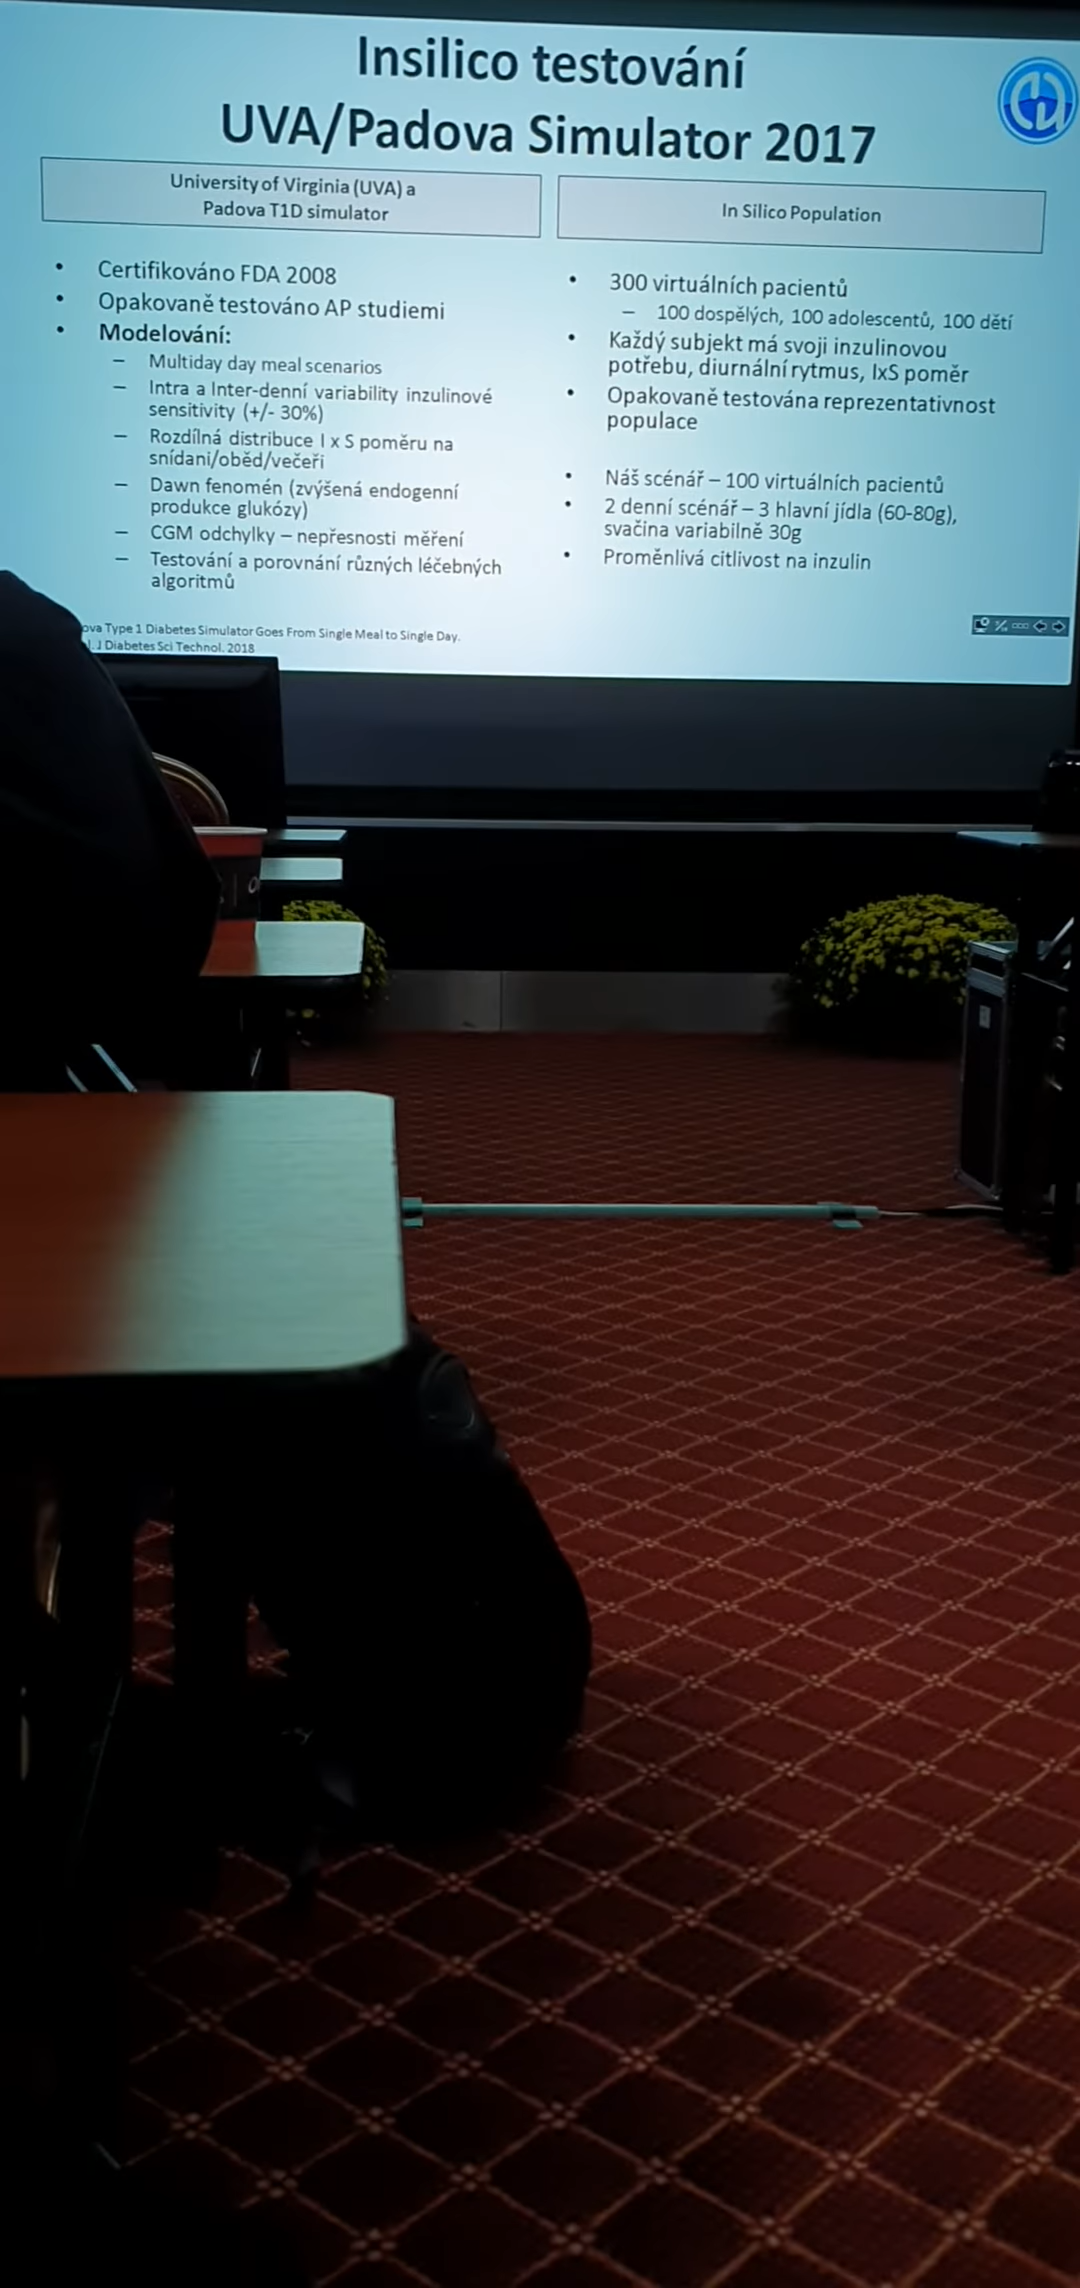 Insilico testování
UVA/Padova Simulator 2017
University of Virginia (UVA) a
Padova T1D simulator
• Certifikováno FDA 2008
• Opakovaně testováno AP studiemi
• Modelování:
– Multiday day meal scenarios
– Intra a Inter-denní variability inzulinové
sensitivity (+/- 30%)
– Rozdílná distribuce I x S poměru na
snídani/oběd/večeři
– Dawn fenomén (zvýšená endogenní
produkce glukózy)
– CGM odchylky – nepřesnosti měření
– Testování a porovnání různých léčebných
algoritmů
In Silico Population
• 300 virtuálních pacientů
– 100 dospělých, 100 adolescentů, 100 dětí
• Každý subjekt má svoji inzulinovou
potřebu, diurnální rytmus, IxS poměr
• Opakovaně testována reprezentativnost
populace
• Náš scénář – 100 virtuálních pacientů
• 2 denní scénář – 3 hlavní jídla (60-80g),
svačina variabilně 30g
• Proměnlivá citlivost na inzulin
Type 1 Diabetes Simulator Goes From Single Meal to Single Day.
J Diabetes Sci Technol. 2018